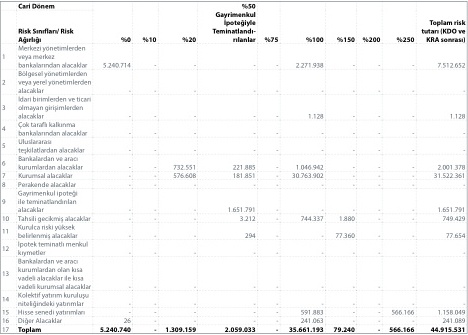 Cari Dönem %50
Gayrimenkul
İpoteğiyle Toplam risk
Risk Sınıfları/ Risk Teminatlandı- tutarı (KDO ve
Ağırlığı %0 %10 %20 rılanlar %75 %100 %150 %200 %250 KRA sonrası)
1 Merkezi yönetimlerden
veya merkez
bankalarından alacaklar 5.240.714 - - - - 2.271.938 - - - 7.512.652
2 Bölgesel yönetimlerden
veya yerel yönetimlerden
alacaklar - - - - - - - - - -
3 İdari birimlerden ve ticari
olmayan girişimlerden
alacaklar - - - - - 1.128 - - - 1.128
4 Çok taraflı kalkınma
bankalarından alacaklar - - - - - - - - - -
5 Uluslararası
teşkilatlardan alacaklar - - - - - - - - - -
6 Bankalardan ve aracı
kurumlardan alacaklar - - 732.551 221.885 - 1.046.942 - - - 2.001.378
7 Kurumsal alacaklar - - 576.608 181.851 - 30.763.902 - - - 31.522.361
8 Perakende alacaklar - - - - - - - - - -
9 Gayrimenkul ipoteği
ile teminatlandırılan
alacaklar - - - 1.651.791 - - - - - 1.651.791
10 Tahsili gecikmiş alacaklar - - - 3.212 - 744.337 1.880 - - 749.429
11 Kurulca riski yüksek
belirlenmiş alacaklar - - - 294 - - 77.360 - - 77.654
12 İpotek teminatlı menkul
kıymetler - - - - - - - - - -
13 Bankalardan ve aracı
kurumlardan olan kısa
vadeli alacaklar ile kısa
vadeli kurumsal alacaklar - - - - - - - - - -
14 Kolektif yatırım kuruluşu
niteliğindeki yatırımlar - - - - - - - - - -
15 Hisse senedi yatırımları - - - - - 591.883 - - 566.166 1.158.049
16 Diğer Alacaklar 26 - - - - 241.063 - - - 241.089
17 Toplam 5.240.740 - 1.309.159 2.059.033 - 35.661.193 79.240 - 566.166 44.915.531